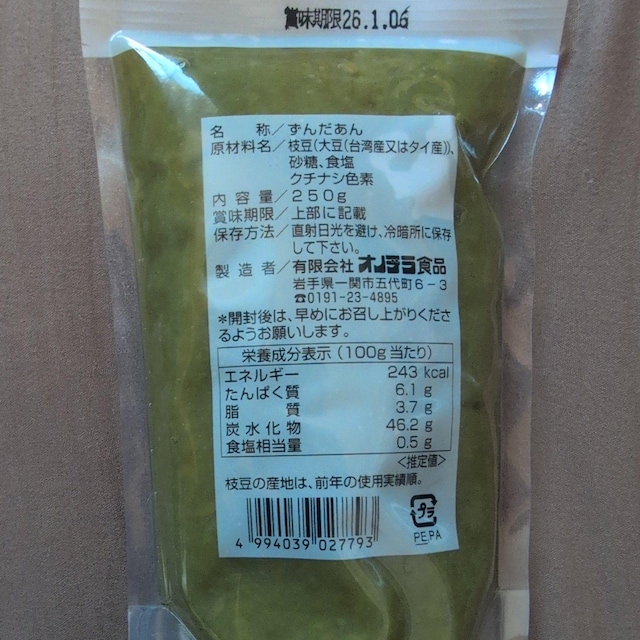 賞味期限26.1.06
名称/ずんだあん
原材料名/枝豆(大豆(台湾産又はタイ産))、
砂糖、食塩
クチナシ色素
内容量/250g
賞味期限/上部に記載
保存方法/直射日光を避け、冷暗所に保存
して下さい。
製造者/有限会社オノデラ食品
岩手県一関市五代町6-3
☎0191-23-4895
*開封後は、早めにお召し上がりくださ
るようお願いします。
栄養成分表示(100g当たり)
エネルギー 243 kcal
たんぱく質 6.1 g
脂質 3.7 g
炭水化物 46.2 g
食塩相当量 0.5 g
<推定値>
枝豆の産地は、前年の使用実績順。
4 994039 027793
プラ
PE,PA